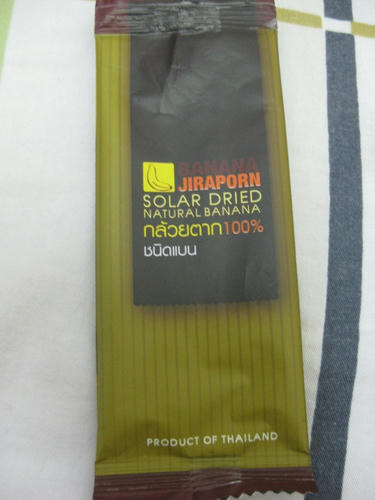 BANANA
JIRAPORN
SOLAR DRIED
NATURAL BANANA
กล้วยตาก100%
ชนิดแบน
PRODUCT OF THAILAND